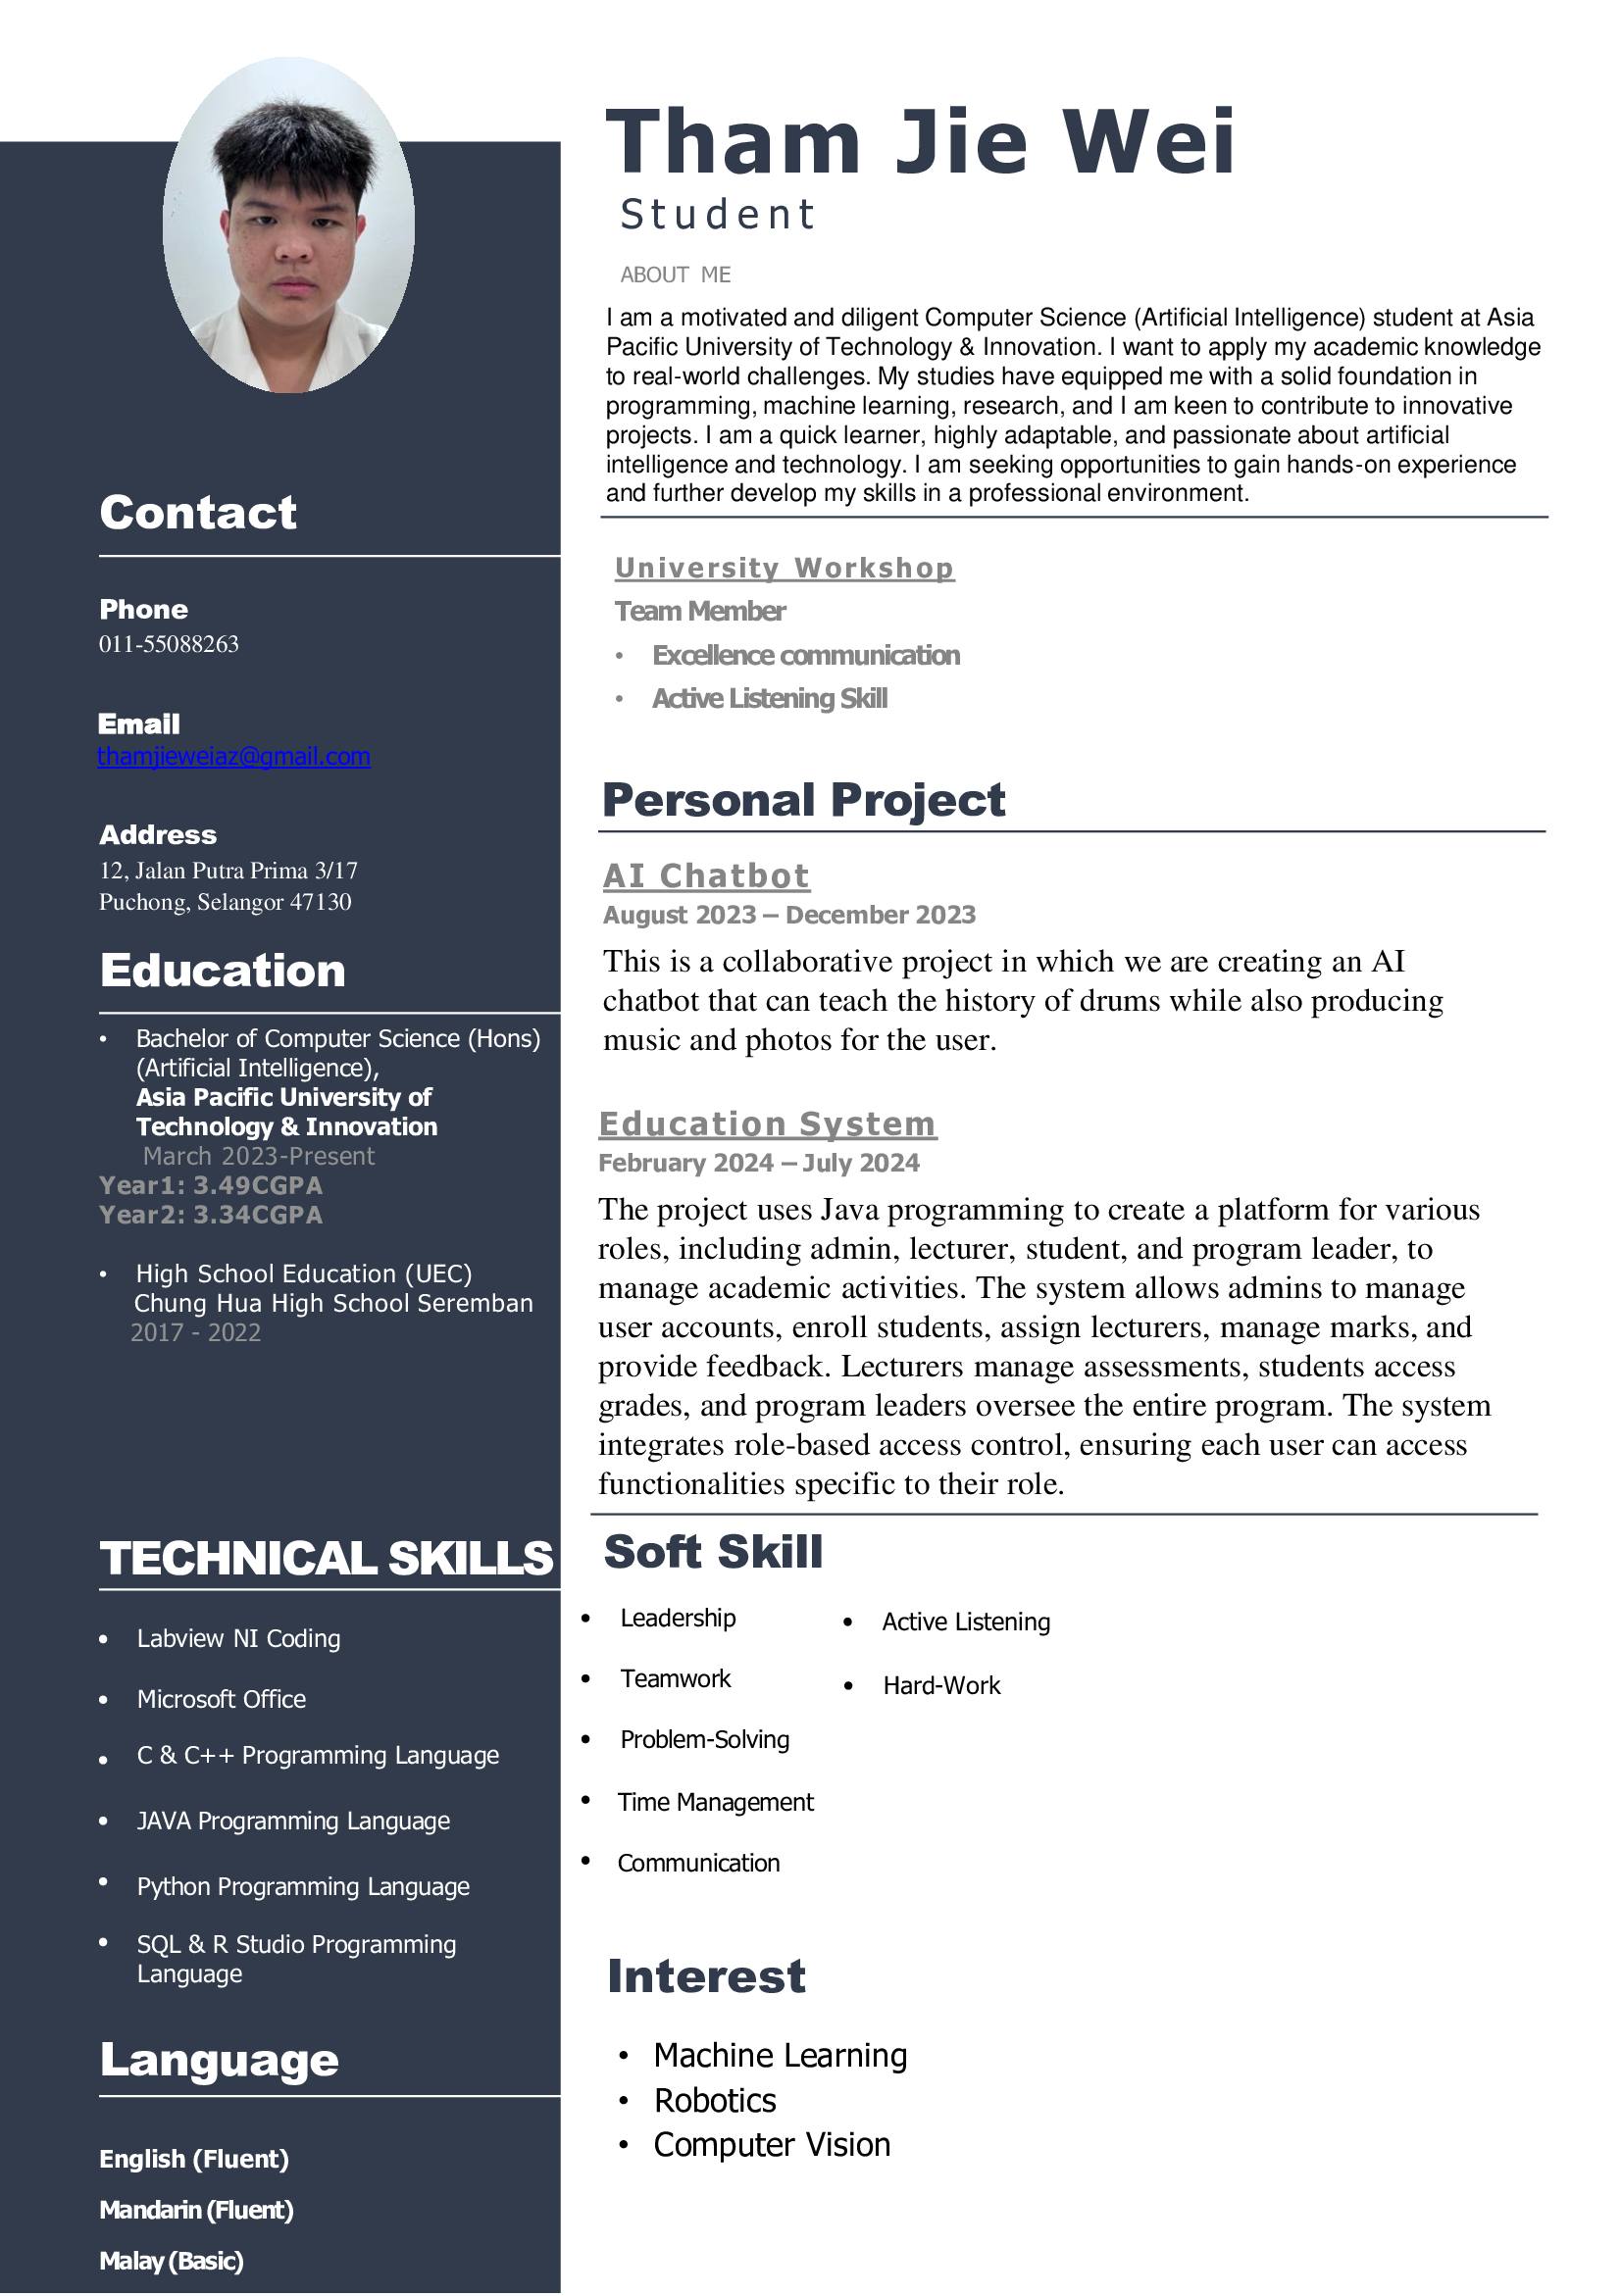 Tham Jie Wei
Student
ABOUT ME
I am a motivated and diligent Computer Science (Artificial Intelligence) student at Asia
Pacific University of Technology & Innovation. I want to apply my academic knowledge
to real-world challenges. My studies have equipped me with a solid foundation in
programming, machine learning, research, and I am keen to contribute to innovative
projects. I am a quick learner, highly adaptable, and passionate about artificial
intelligence and technology. I am seeking opportunities to gain hands-on experience
and further develop my skills in a professional environment.
Contact
Phone
011-55088263
Email
thamjieweiaz@gmail.com
Address
12, Jalan Putra Prima 3/17
Puchong, Selangor 47130
Education
• Bachelor of Computer Science (Hons)
(Artificial Intelligence),
Asia Pacific University of
Technology & Innovation
March 2023-Present
Year1: 3.49CGPA
Year2: 3.34CGPA
• High School Education (UEC)
Chung Hua High School Seremban
2017 - 2022
TECHNICAL SKILLS
• Labview NI Coding
• Microsoft Office
• C & C++ Programming Language
• JAVA Programming Language
• Python Programming Language
• SQL & R Studio Programming
Language
Language
English (Fluent)
Mandarin (Fluent)
Malay (Basic)
University Workshop
Team Member
• Excellence communication
• Active Listening Skill
Personal Project
AI Chatbot
August 2023 – December 2023
This is a collaborative project in which we are creating an AI
chatbot that can teach the history of drums while also producing
music and photos for the user.
Education System
February 2024 – July 2024
The project uses Java programming to create a platform for various
roles, including admin, lecturer, student, and program leader, to
manage academic activities. The system allows admins to manage
user accounts, enroll students, assign lecturers, manage marks, and
provide feedback. Lecturers manage assessments, students access
grades, and program leaders oversee the entire program. The system
integrates role-based access control, ensuring each user can access
functionalities specific to their role.
Soft Skill
• Leadership
• Teamwork
• Problem-Solving
• Time Management
• Communication
• Active Listening
• Hard-Work
Interest
• Machine Learning
• Robotics
• Computer Vision